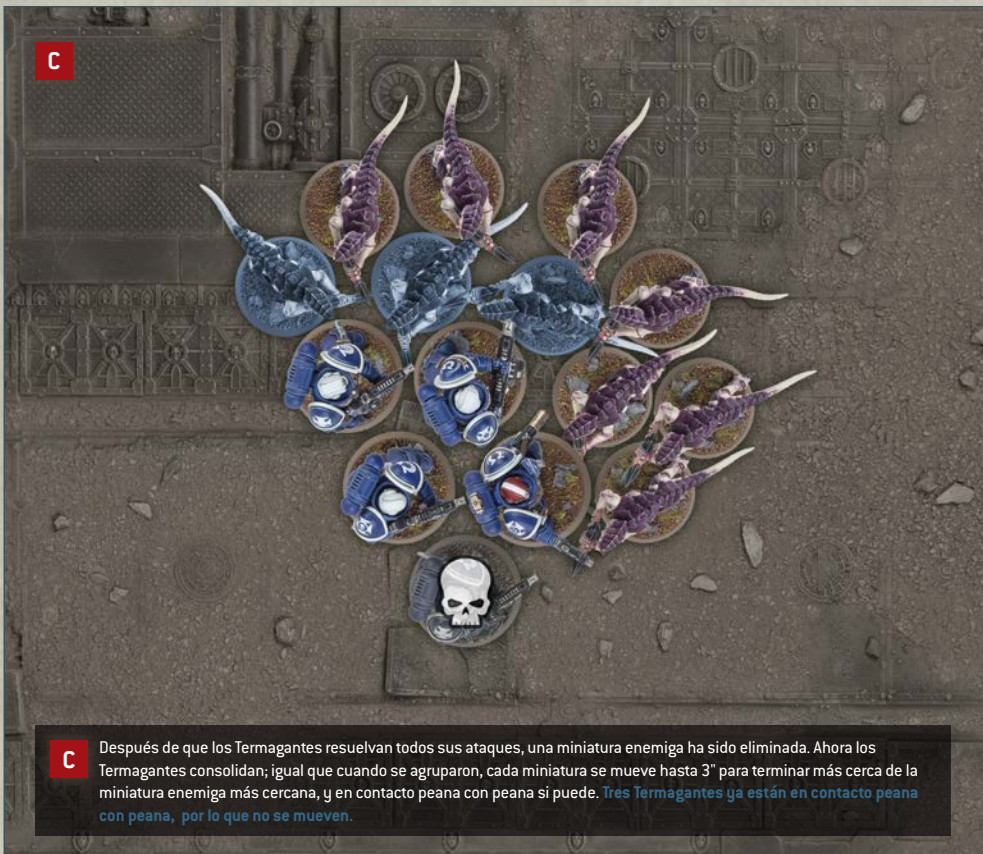 C
C
Después de que los Termagantes resuelvan todos sus ataques, una miniatura enemiga ha sido eliminada. Ahora los
Termagantes consolidan; igual que cuando se agruparon, cada miniatura se mueve hasta 3" para terminar más cerca de la
miniatura enemiga más cercana, y en contacto peana con peana si puede. Tres Termagantes ya están en contacto peana
con peana, por lo que no se mueven.